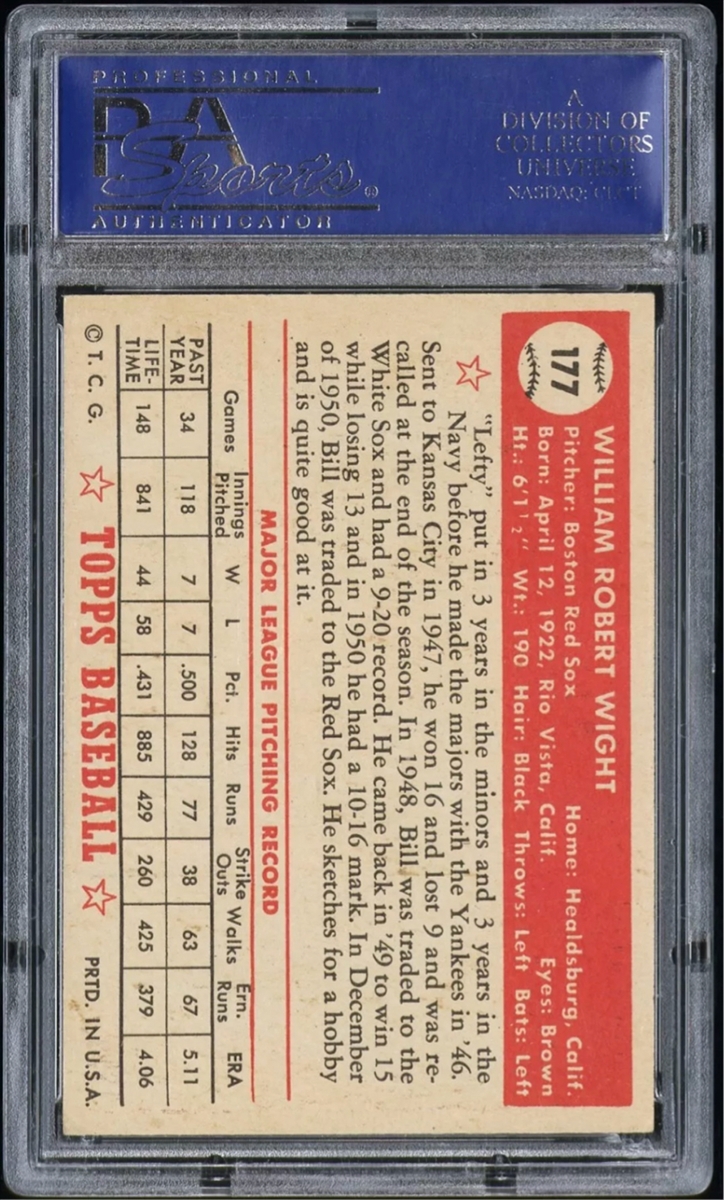 PROFESSIONAL
PSA
Sports®
AUTHENTICATOR
A
DIVISION OF
COLLECTORS
UNIVERSE
NASDAQ: CLCT
177
WILLIAM ROBERT WIGHT
Pitcher: Boston Red Sox Home: Healdsburg, Calif.
Born: April 12, 1922, Rio Vista, Calif. Eyes: Brown
Ht.: 6'1½" Wt.: 190 Hair: Black Throws: Left Bats: Left
"Lefty" put in 3 years in the minors and 3 years in the
Navy before he made the majors with the Yankees in '46.
Sent to Kansas City in 1947, he won 16 and lost 9 and was re-
called at the end of the season. In 1948, Bill was traded to the
White Sox and had a 9-20 record. He came back in '49 to win 15
while losing 13 and in 1950 he had a 10-16 mark. In December
of 1950, Bill was traded to the Red Sox. He sketches for a hobby
and is quite good at it.
MAJOR LEAGUE PITCHING RECORD
Games Innings Pitched W L Pct. Hits Runs Strike Outs Walks Ern. Runs ERA
PAST YEAR 34 118 7 7 .500 128 77 38 63 67 5.11
LIFE-TIME 148 841 44 58 .431 885 429 260 425 379 4.06
© T. C. G. TOPPS BASEBALL PRTD. IN U.S.A.